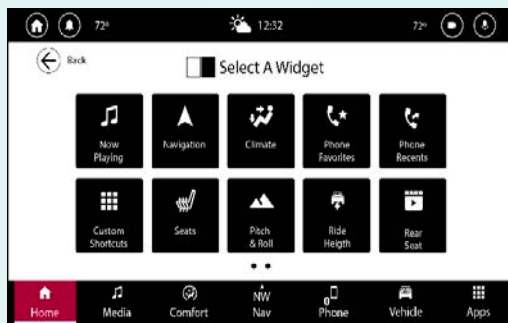 72° 12:32 72°
Back
Select A Widget
Now
Playing
Navigation
Climate
Phone
Favorites
Phone
Recents
Custom
Shortcuts
Seats
Pitch
& Roll
Ride
Heigth
Rear
Seat
Home
Media
Comfort
NW
Nav
0
Phone
Vehicle
Apps